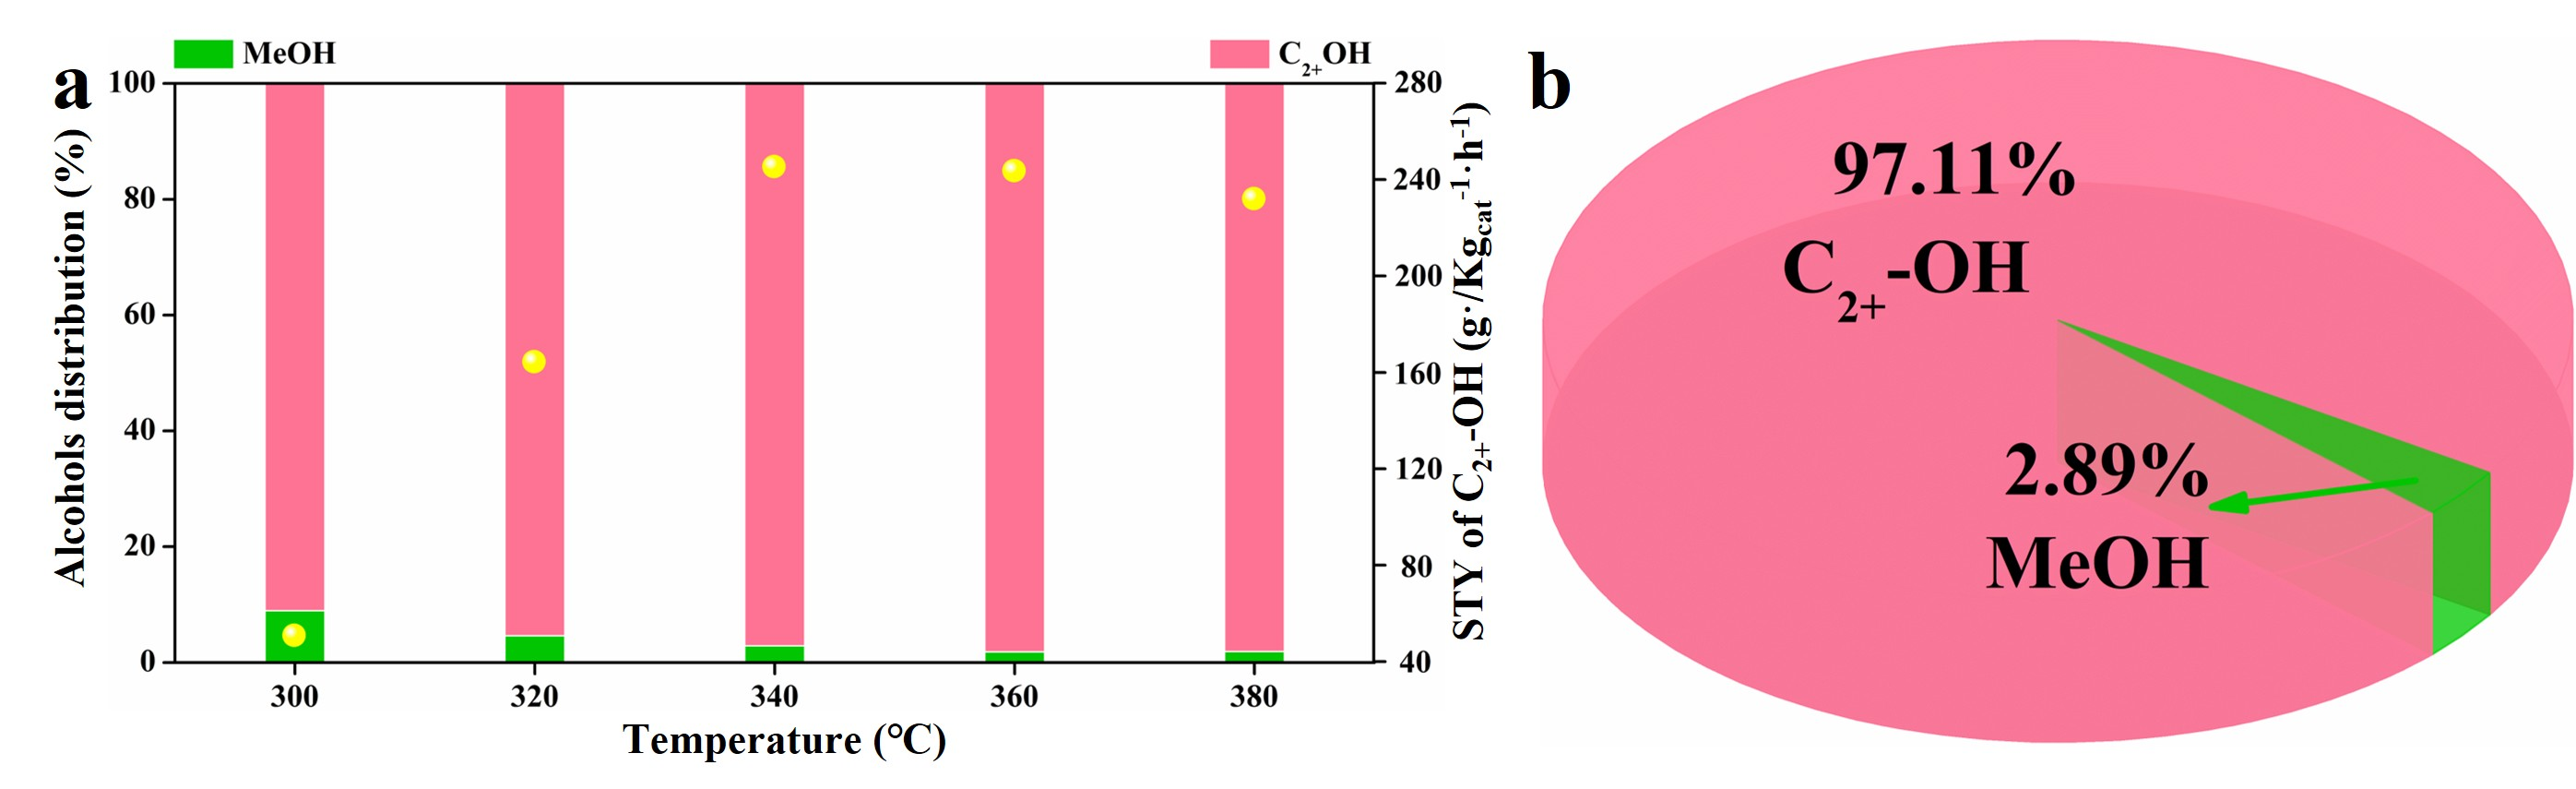 a
MeOH
C₂₊OH
100
80
60
40
20
0
Alcohols distribution (%)
280
240
200
160
120
80
40
STY of C₂₊-OH (g·/Kg_cat⁻¹·h⁻¹)
300 320 340 360 380
Temperature (°C)
b
97.11%
C₂₊-OH
2.89%
MeOH